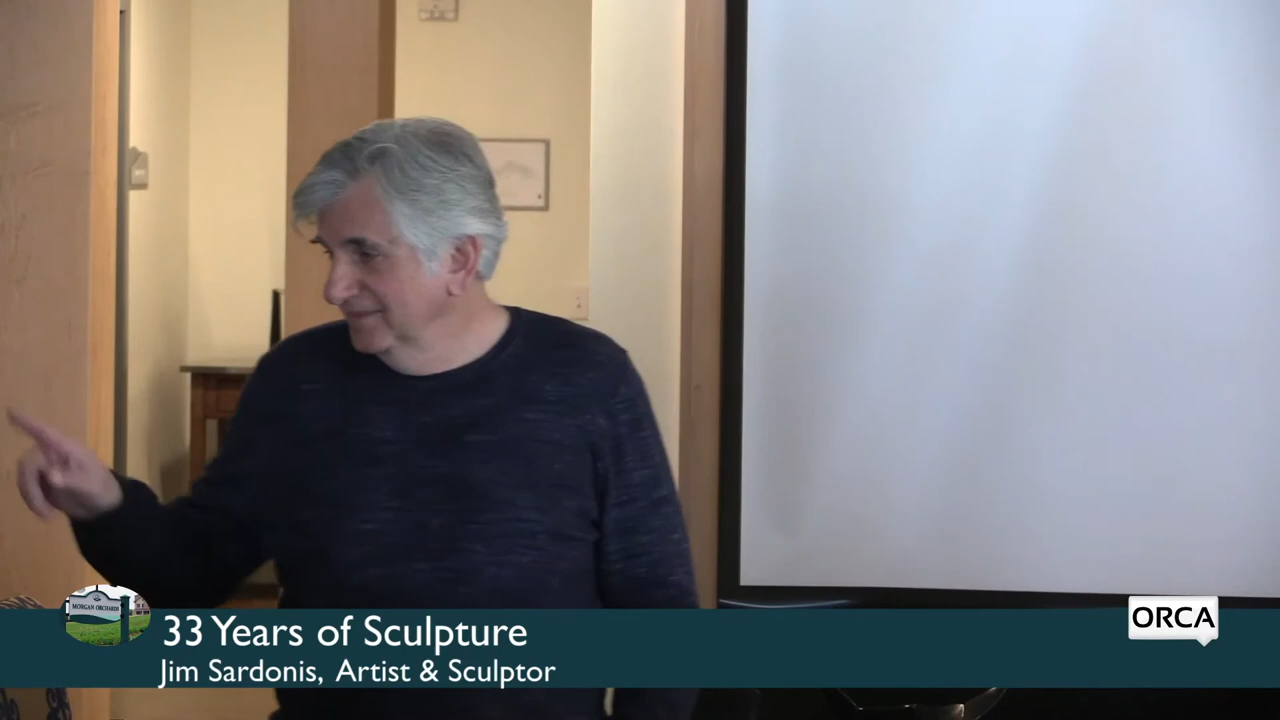 MORGAN ORCHARDS
33 Years of Sculpture
Jim Sardonis, Artist & Sculptor
ORCA